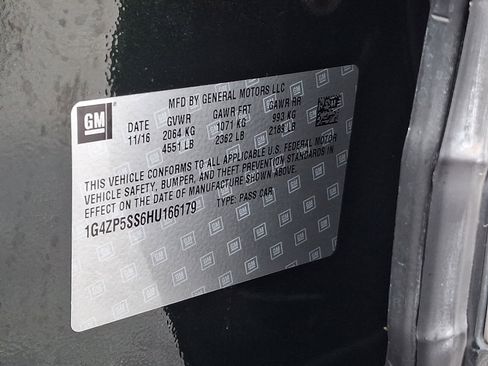 GM
MFD BY GENERAL MOTORS LLC
DATE GVWR GAWR FRT GAWR RR
11/16 2064 KG 1071 KG 993 KG
4551 LB 2362 LB 2189 LB
THIS VEHICLE CONFORMS TO ALL APPLICABLE U.S. FEDERAL MOTOR
VEHICLE SAFETY, BUMPER, AND THEFT PREVENTION STANDARDS IN
EFFECT ON THE DATE OF MANUFACTURE SHOWN ABOVE.
1G4ZP5SS6HU166179 TYPE: PASS CAR